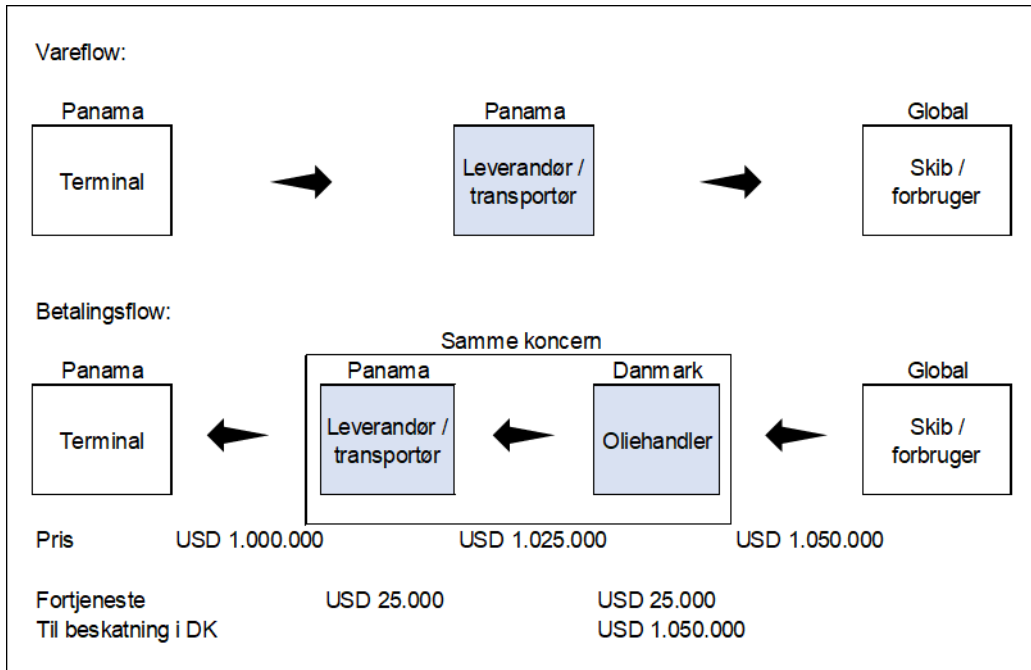 Vareflow:
Panama Panama Global
Terminal
Leverandør /
transportør
Skib /
forbruger
Betalingsflow:
Samme koncern
Panama Panama Danmark Global
Terminal
Leverandør /
transportør
Oliehandler
Skib /
forbruger
Pris USD 1.000.000 USD 1.025.000 USD 1.050.000
Fortjeneste USD 25.000 USD 25.000
Til beskatning i DK USD 1.050.000